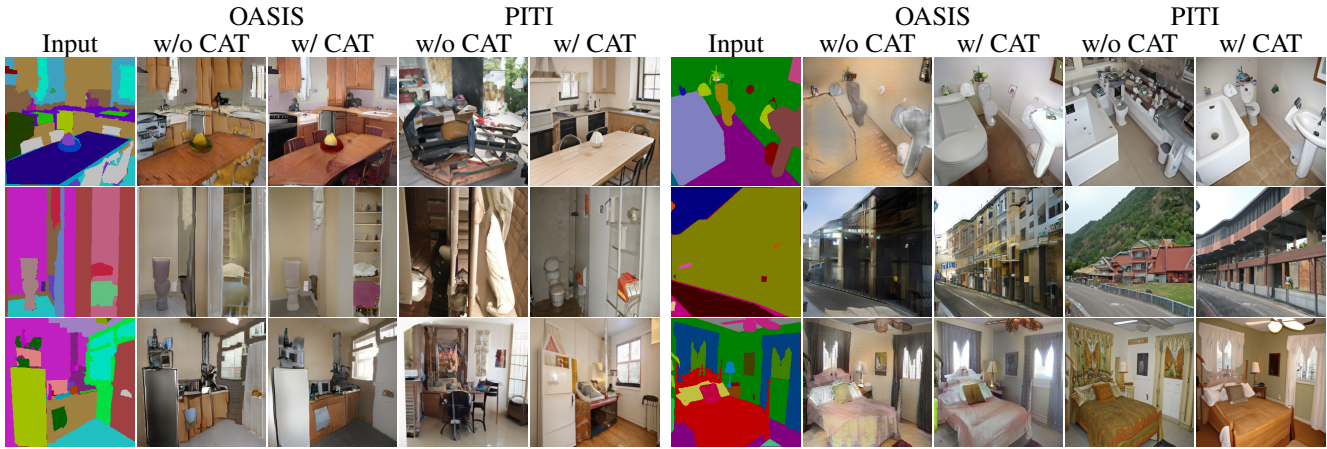 OASIS PITI OASIS PITI
Input w/o CAT w/ CAT w/o CAT w/ CAT Input w/o CAT w/ CAT w/o CAT w/ CAT